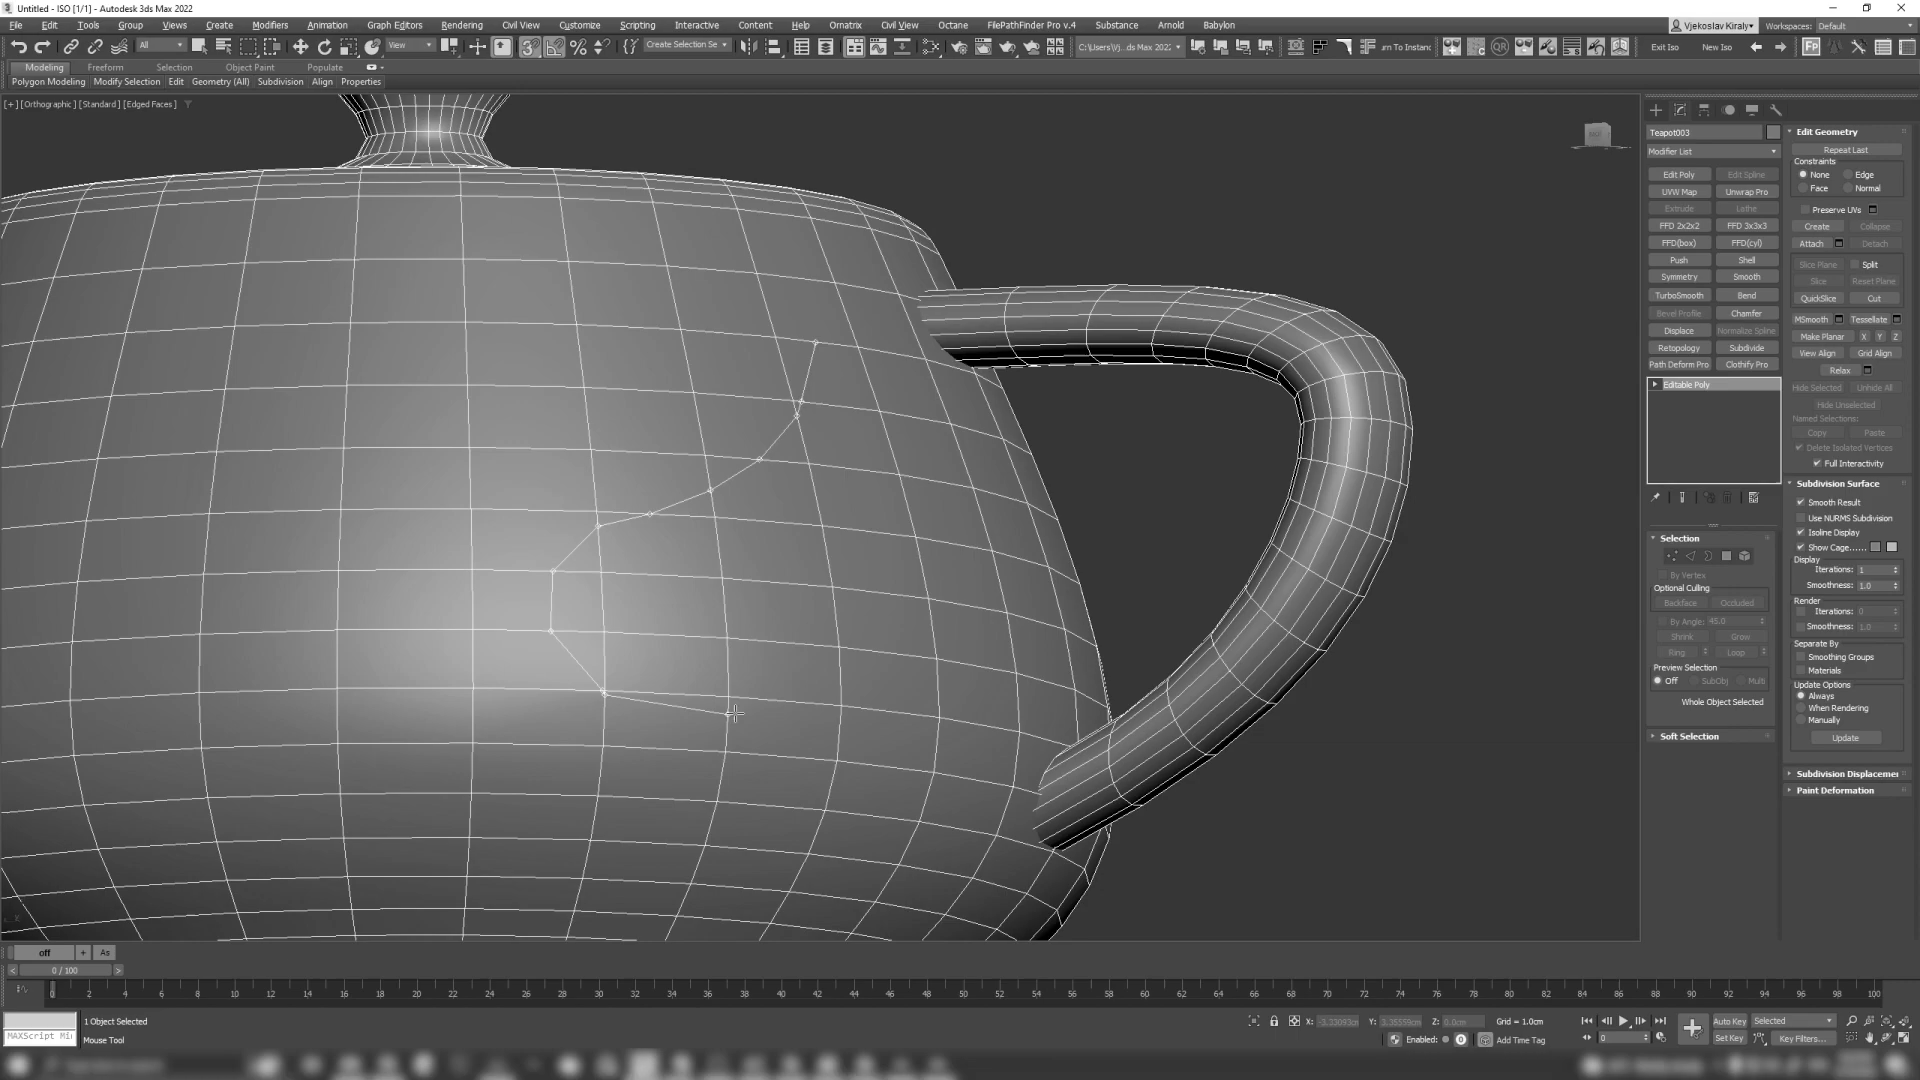 Untitled - ISO [1/1] - Autodesk 3ds Max 2022
File Edit Tools Group Views Create Modifiers Animation Graph Editors Rendering Civil View Customize Scripting Interactive Content Help Ornatrix Civil View Octane FilePathFinder Pro v.4 Substance Arnold Babylon
Vjekoslav Kiraly
Workspaces: Default
All View Create Selection Se
Exit Iso New Iso
Modeling Freeform Selection Object Paint Populate
Polygon Modeling Modify Selection Edit Geometry (All) Subdivision Align Properties
[+] [Orthographic ] [Standard ] [Edged Faces ]
Teapot003
Modifier List
Edit Poly Edit Spline
UVW Map Unwrap Pro
Extrude Lathe
FFD 2x2x2 FFD 3x3x3
FFD(box) FFD(cyl)
Push Shell
Symmetry Smooth
TurboSmooth Bend
Bevel Profile Chamfer
Displace Normalize Spline
Retopology Subdivide
Path Deform Pro Clothify Pro
Editable Poly
Selection
By Vertex
Optional Culling
Backface Occluded
By Angle: 45.0
Shrink Grow
Ring Loop
Preview Selection
Off SubObj Multi
Whole Object Selected
Soft Selection
Edit Geometry
Repeat Last
Constraints
None Edge
Face Normal
Preserve UVs
Create Collapse
Attach Detach
Slice Plane Split
Slice Reset Plane
QuickSlice Cut
MSmooth Tessellate
Make Planar X Y Z
View Align Grid Align
Relax
Hide Selected Unhide All
Hide Unselected
Named Selections:
Copy Paste
Delete Isolated Vertices
Full Interactivity
Subdivision Surface
Smooth Result
Use NURMS Subdivision
Isoline Display
Show Cage......
Display
Iterations: 1
Smoothness: 1.0
Render
Iterations: 0
Smoothness: 1.0
Separate By
Smoothing Groups
Materials
Update Options
Always
When Rendering
Manually
Update
Subdivision Displacemen
Paint Deformation
off + As
< 0 / 100 >
0 2 4 6 8 10 12 14 16 18 20 22 24 26 28 30 32 34 36 38 40 42 44 46 48 50 52 54 56 58 60 62 64 66 68 70 72 74 76 78 80 82 84 86 88 90 92 94 96 98 100
1 Object Selected
X: -3.33093cm Y: 3.35559cm Z: 0.0cm Grid = 1.0cm
Auto Key Selected
MAXScript Mi
Mouse Tool
Enabled: Add Time Tag
0
Set Key Key Filters...